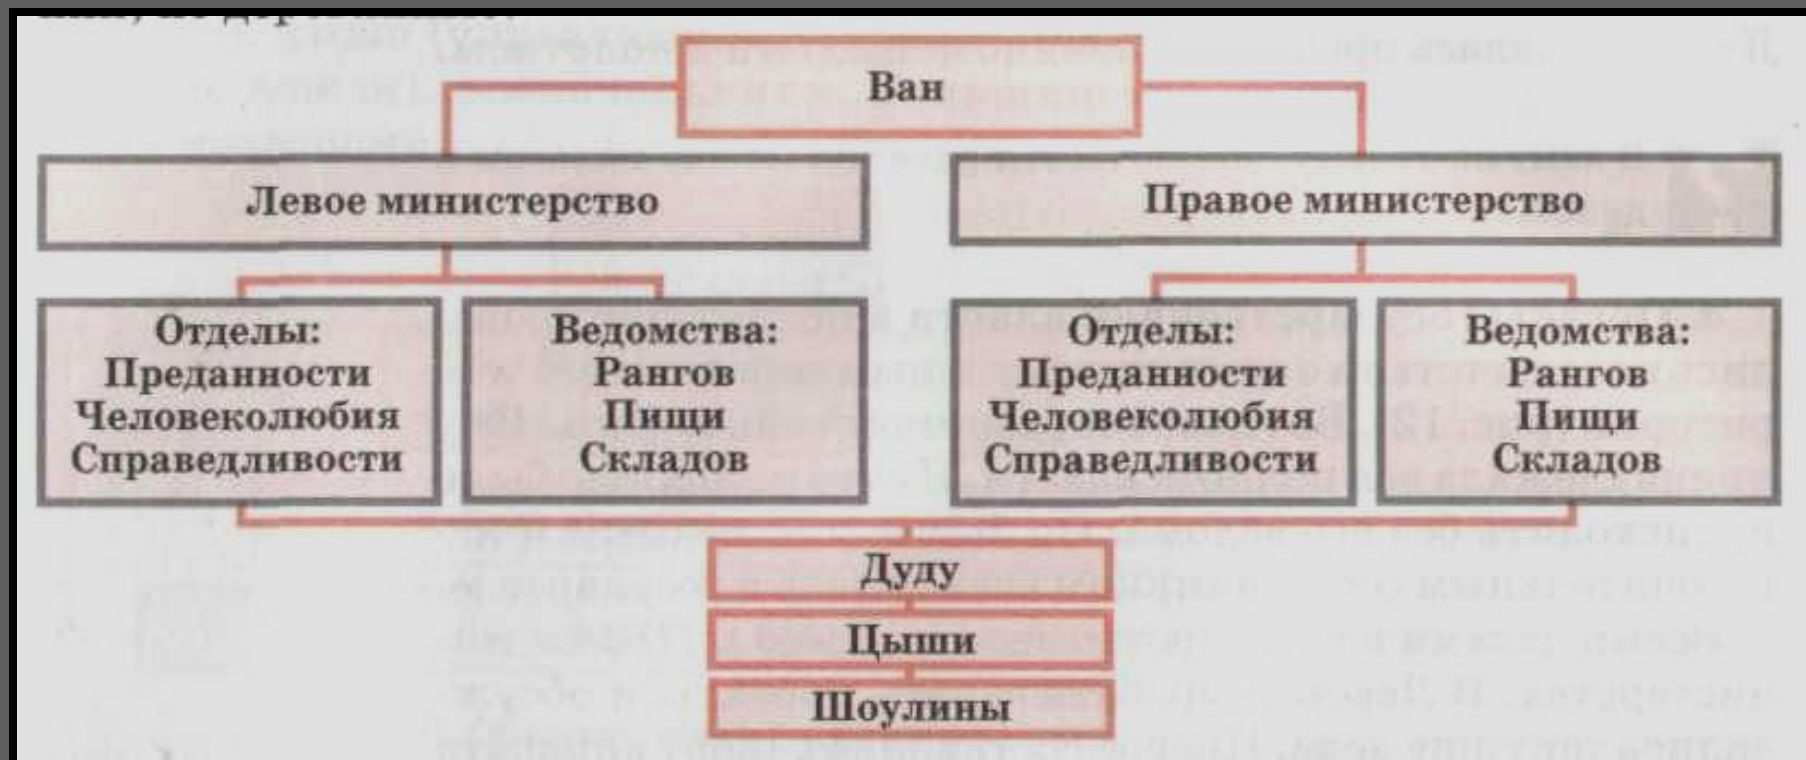 Ван
Левое министерство
Правое министерство
Отделы:
Преданности
Человеколюбия
Справедливости
Ведомства:
Рангов
Пищи
Складов
Отделы:
Преданности
Человеколюбия
Справедливости
Ведомства:
Рангов
Пищи
Складов
Дуду
Цыши
Шоулины